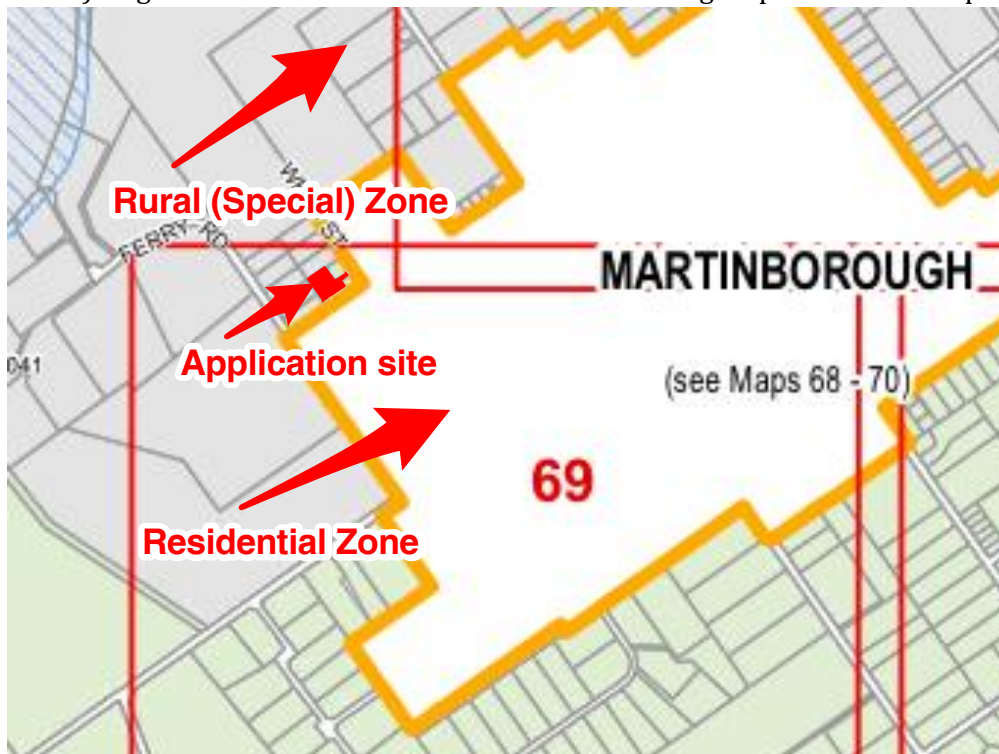 Rural (Special) Zone
FERRY RD
MARTINBOROUGH
Application site
041
(see Maps 68 - 70)
69
Residential Zone